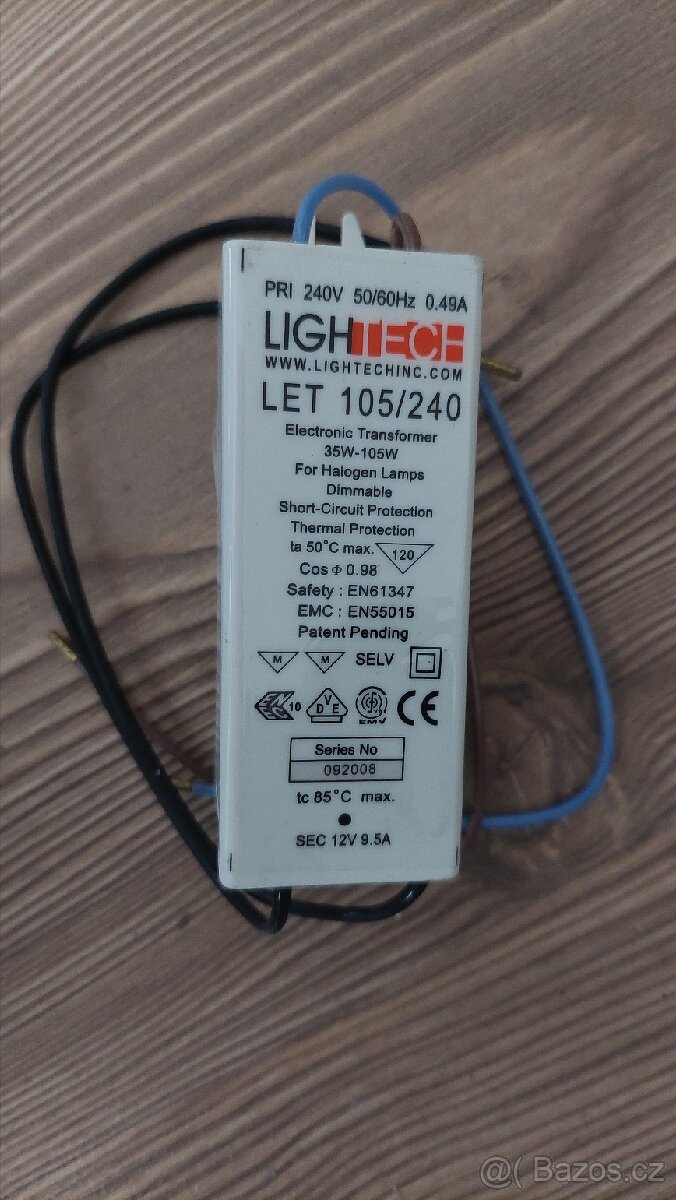 PRI 240V 50/60Hz 0.49A
LIGHTECH
WWW.LIGHTECHINC.COM
LET 105/240
Electronic Transformer
35W-105W
For Halogen Lamps
Dimmable
Short-Circuit Protection
Thermal Protection
ta 50°C max. 120
Cos Φ 0.98
Safety : EN61347
EMC : EN55015
Patent Pending
M M SELV
10 D V E EMV CE
Series No
092008
tc 85°C max.
SEC 12V 9.5A
@( Bazos.cz